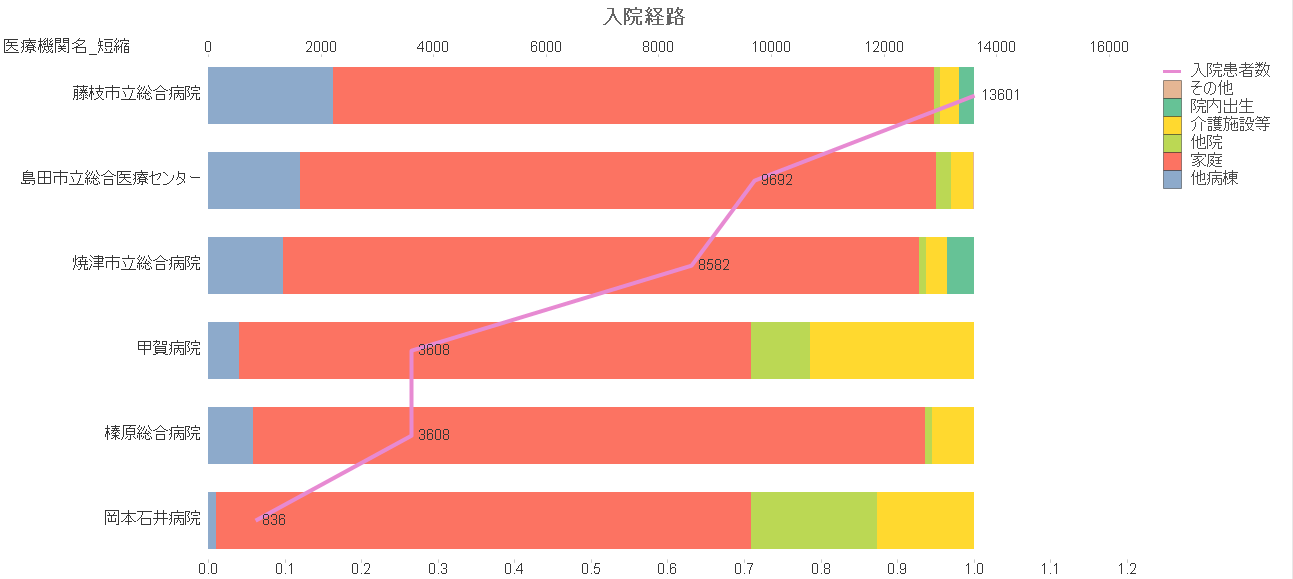 入院経路
医療機関名_短縮 0 2000 4000 6000 8000 10000 12000 14000 16000
入院患者数
その他
院内出生
介護施設等
他院
家庭
他病棟
藤枝市立総合病院 13601
島田市立総合医療センター 9692
焼津市立総合病院 8582
甲賀病院 3608
榛原総合病院 3608
岡本石井病院 836
0.0 0.1 0.2 0.3 0.4 0.5 0.6 0.7 0.8 0.9 1.0 1.1 1.2